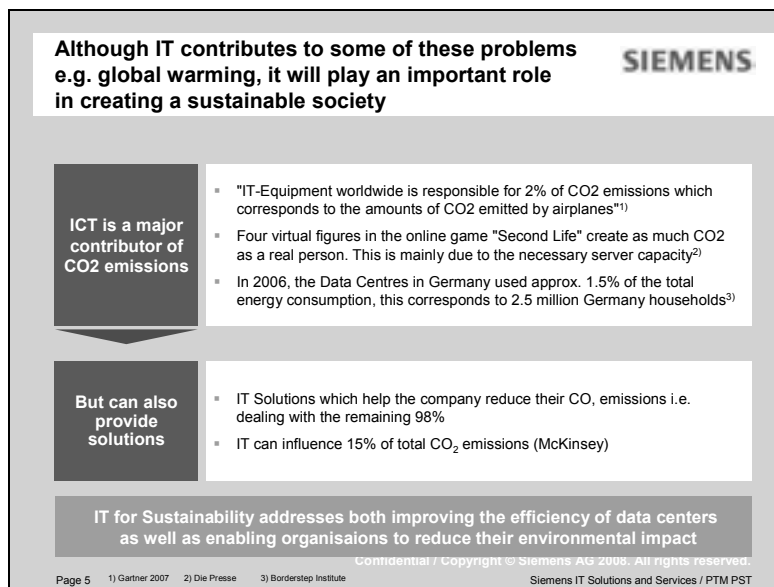 Although IT contributes to some of these problems
e.g. global warming, it will play an important role
in creating a sustainable society
SIEMENS
ICT is a major
contributor of
CO2 emissions
▪ "IT-Equipment worldwide is responsible for 2% of CO2 emissions which
corresponds to the amounts of CO2 emitted by airplanes"1)
▪ Four virtual figures in the online game "Second Life" create as much CO2
as a real person. This is mainly due to the necessary server capacity2)
▪ In 2006, the Data Centres in Germany used approx. 1.5% of the total
energy consumption, this corresponds to 2.5 million Germany households3)
But can also
provide
solutions
▪ IT Solutions which help the company reduce their CO, emissions i.e.
dealing with the remaining 98%
▪ IT can influence 15% of total CO₂ emissions (McKinsey)
IT for Sustainability addresses both improving the efficiency of data centers
as well as enabling organisaions to reduce their environmental impact
Confidential / Copyright © Siemens AG 2008. All rights reserved.
Page 5 1) Gartner 2007 2) Die Presse 3) Borderstep Institute Siemens IT Solutions and Services / PTM PST